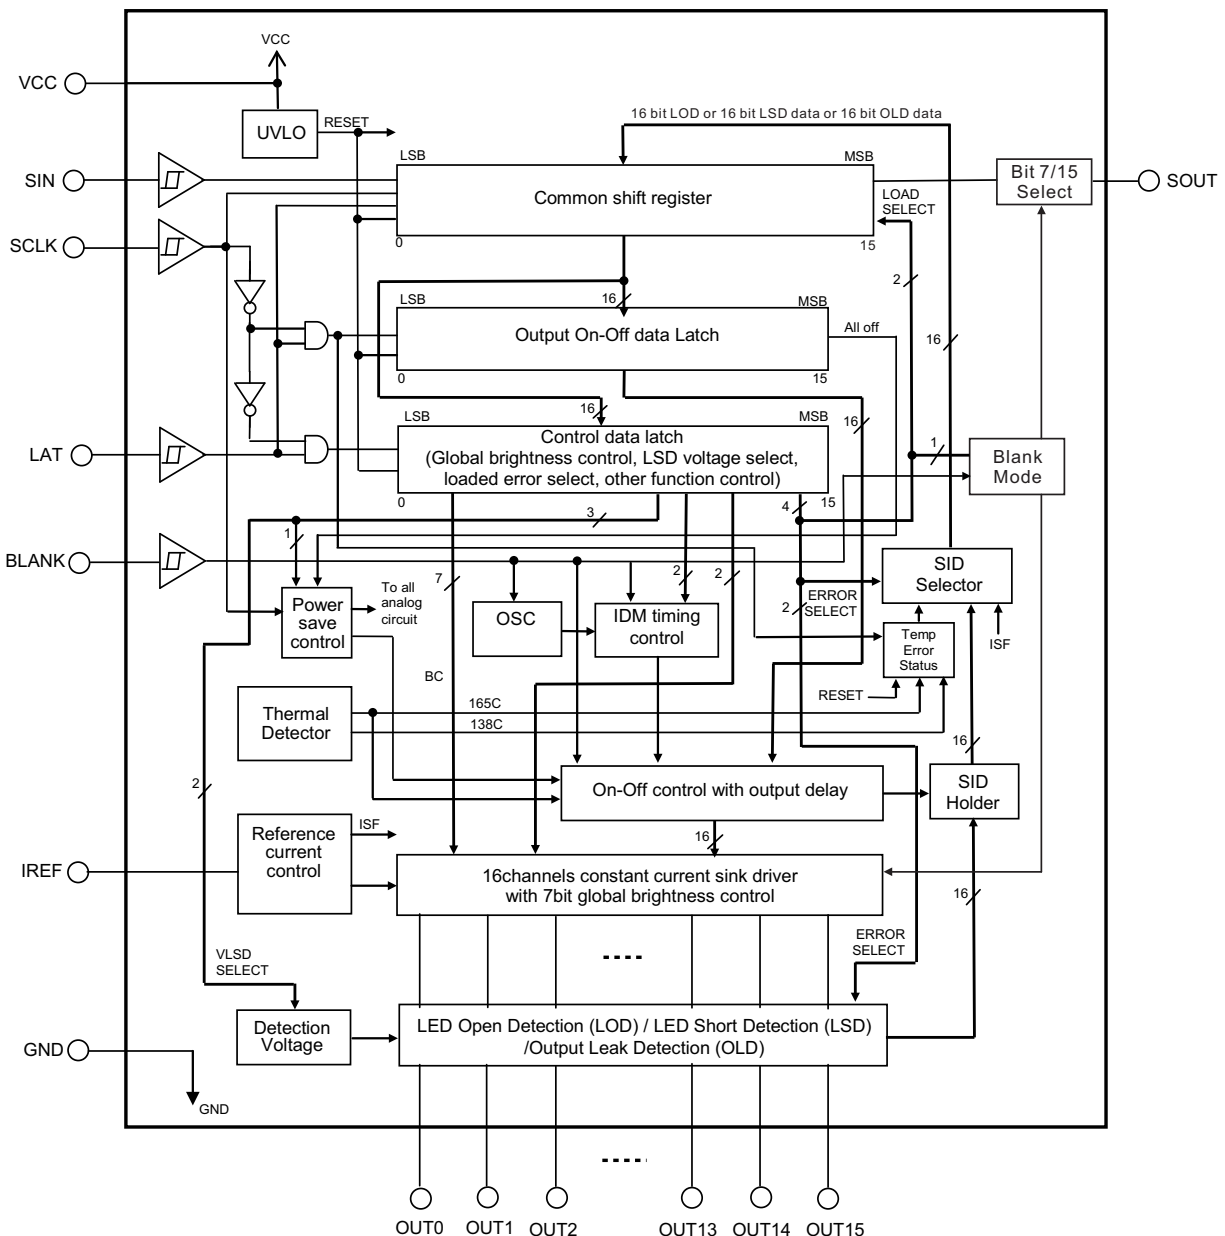 VCC
VCC
UVLO
RESET
16 bit LOD or 16 bit LSD data or 16 bit OLD data
LSB
MSB
SIN
Common shift register
Bit 7/15
Select
SOUT
LOAD
SELECT
SCLK
0
15
2
LSB
16
MSB
Output On-Off data Latch
All off
16
0
15
16
LSB
MSB
16
LAT
Control data latch
(Global brightness control, LSD voltage select,
loaded error select, other function control)
1
Blank
Mode
0
15
3
4
1
BLANK
7
2
2
SID
Selector
To all
analog
circuit
Power
save
control
OSC
IDM timing
control
ERROR
SELECT
2
Temp
Error
Status
ISF
BC
RESET
Thermal
Detector
165C
138C
16
2
On-Off control with output delay
SID
Holder
Reference
current
control
ISF
16
IREF
16channels constant current sink driver
with 7bit global brightness control
16
VLSD
SELECT
ERROR
SELECT
Detection
Voltage
LED Open Detection (LOD) / LED Short Detection (LSD)
/Output Leak Detection (OLD)
GND
GND
OUT0
OUT1
OUT2
OUT13
OUT14
OUT15